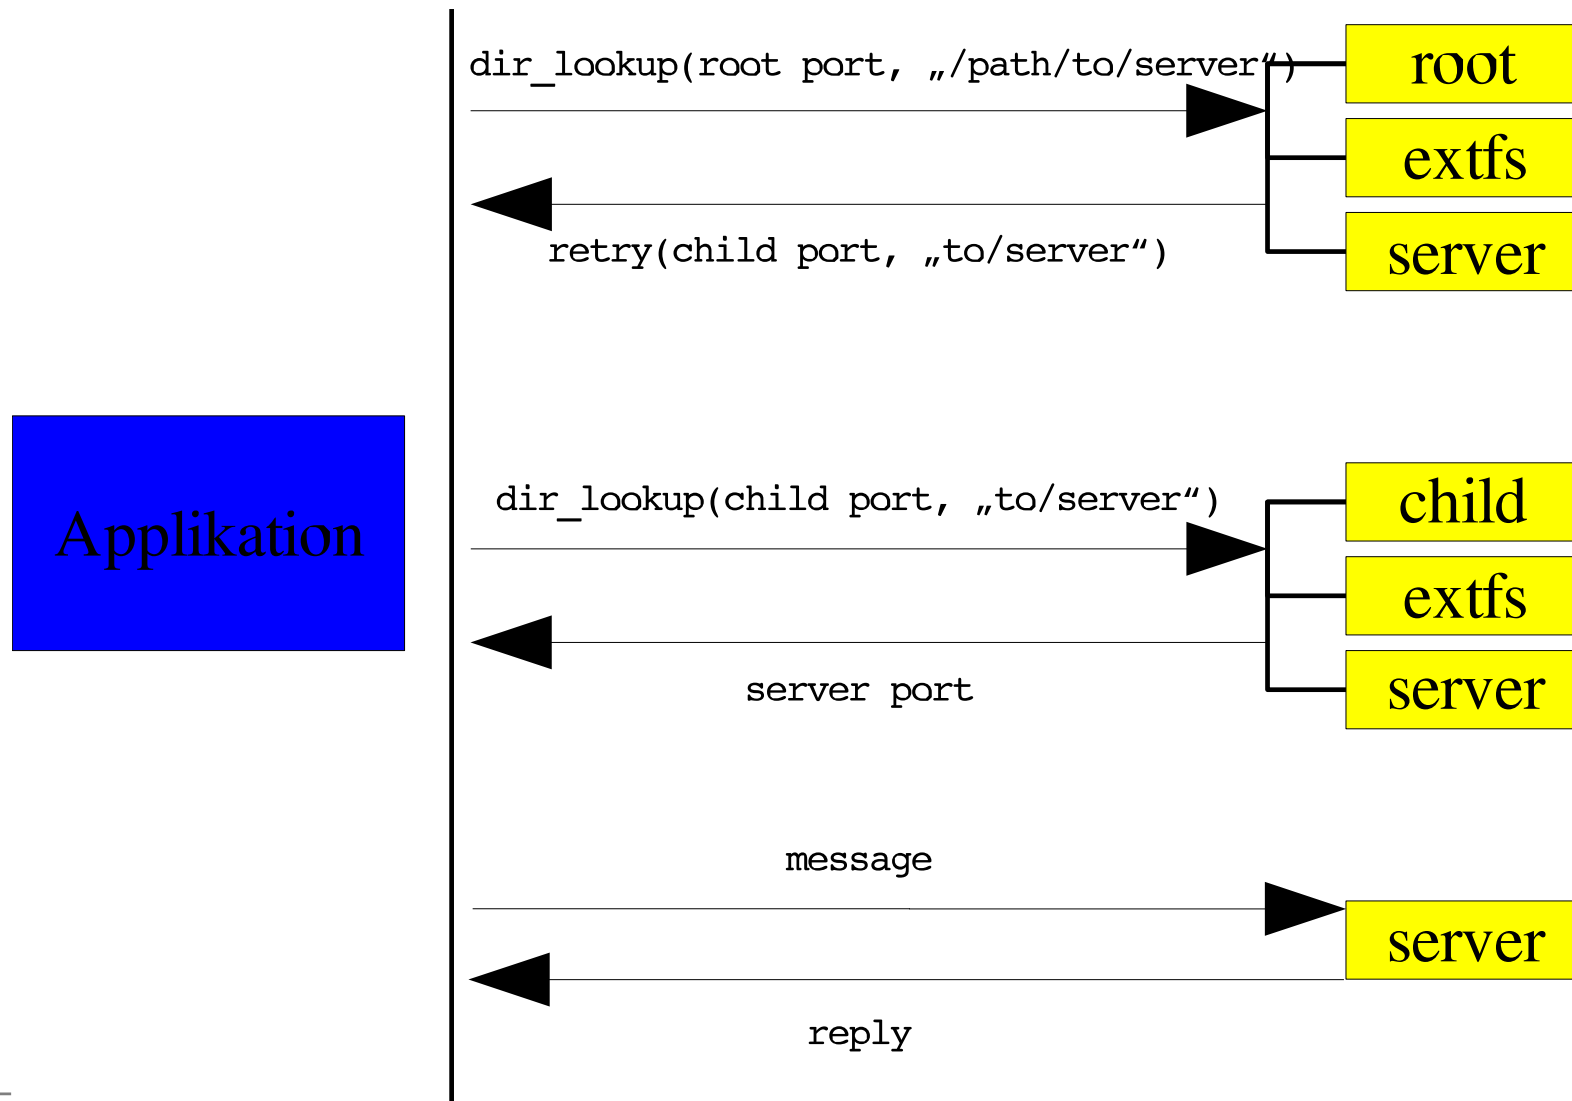 dir_lookup(root port, „/path/to/server“)
root
extfs
retry(child port, „to/server“)
server
Applikation
dir_lookup(child port, „to/server“)
child
extfs
server port
server
message
server
reply